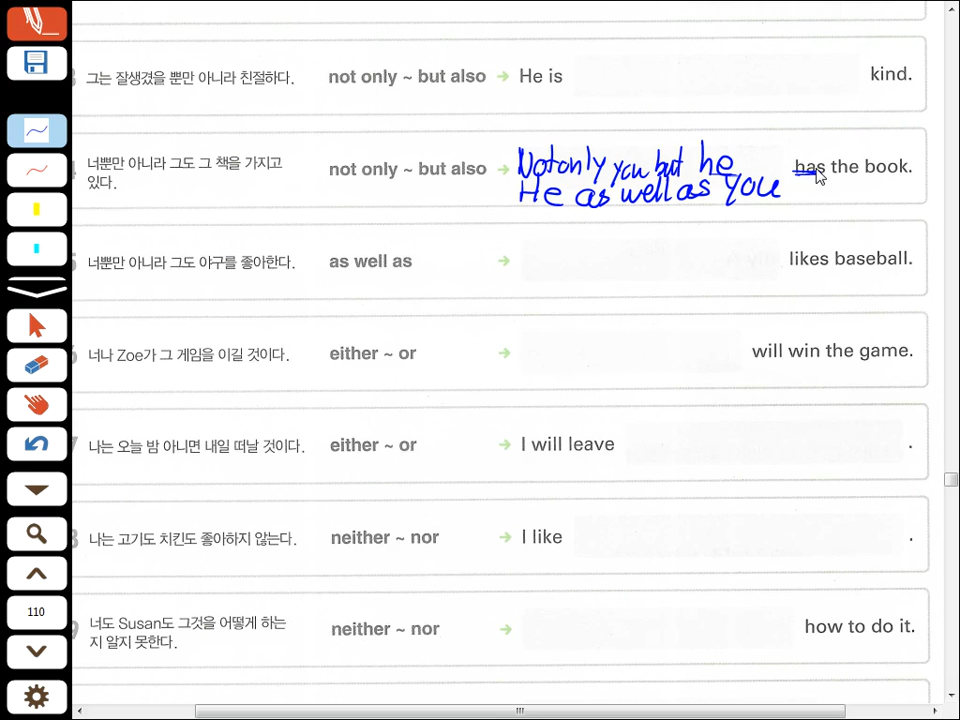 3 그는 잘생겼을 뿐만 아니라 친절하다. not only ~ but also → He is kind.
4 너뿐만 아니라 그도 그 책을 가지고 not only ~ but also → Not only you but he has the book.
있다. He as well as you
5 너뿐만 아니라 그도 야구를 좋아한다. as well as → likes baseball.
6 너나 Zoe가 그 게임을 이길 것이다. either ~ or → will win the game.
7 나는 오늘 밤 아니면 내일 떠날 것이다. either ~ or → I will leave .
8 나는 고기도 치킨도 좋아하지 않는다. neither ~ nor → I like .
9 너도 Susan도 그것을 어떻게 하는 neither ~ nor → how to do it.
지 알지 못한다.
110